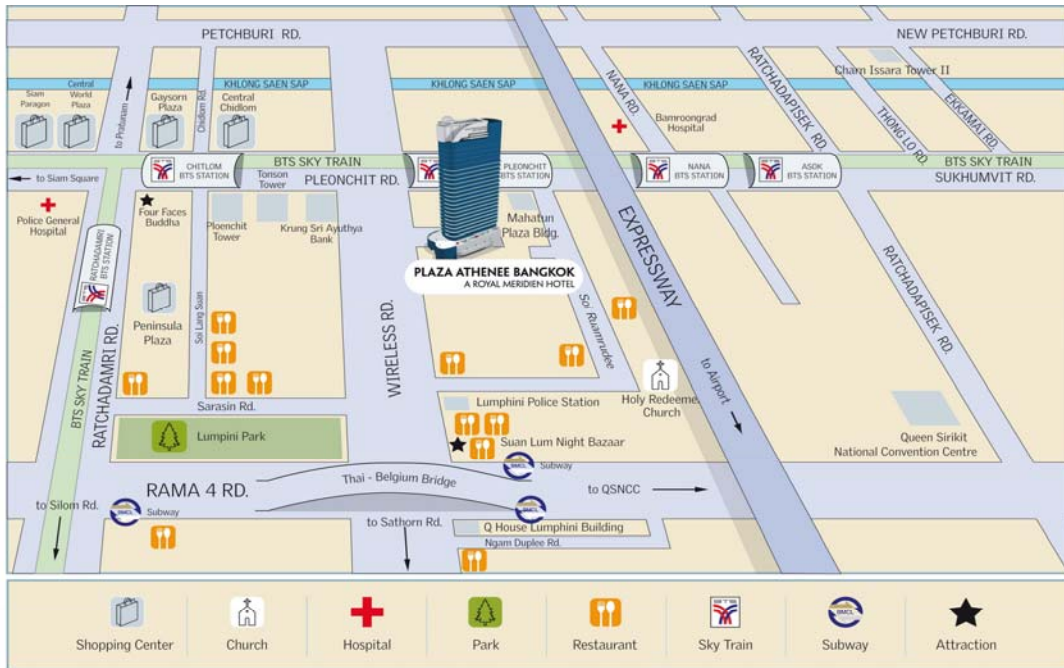 PETCHBURI RD.
NEW PETCHBURI RD.
Charn Issara Tower II
KHLONG SAEN SAP
KHLONG SAEN SAP
KHLONG SAEN SAP
Siam
Paragon
Central
World
Plaza
to Pratunam
Gaysorn
Plaza
Chidlom Rd.
Central
Chidlom
NANA RD.
Bamroongrad
Hospital
RATCHADAPISEK RD.
THONG LO RD.
EKKAMAI RD.
to Siam Square
CHITLOM
BTS STATION
BTS SKY TRAIN
PLEONCHIT RD.
PLEONCHIT
BTS STATION
NANA
BTS STATION
ASOK
BTS STATION
BTS SKY TRAIN
SUKHUMVIT RD.
Police General
Hospital
Four Faces
Buddha
Tonson
Tower
Ploenchit
Tower
Krung Sri Ayuthya
Bank
Mahatun
Plaza Bldg.
EXPRESSWAY
RATCHADAMRI
BTS STATION
PLAZA ATHENEE BANGKOK
A ROYAL MERIDIEN HOTEL
Peninsula
Plaza
Soi Lang Suan
WIRELESS RD.
Soi Ruamrudee
RATCHADAPISEK RD.
BTS SKY TRAIN
RATCHADAMRI RD.
to Airport
Sarasin Rd.
Lumphini Police Station
Holy Redeeme
Church
Lumpini Park
Suan Lum Night Bazaar
Queen Sirikit
National Convention Centre
BMCL
Subway
Thai - Belgium Bridge
RAMA 4 RD.
to QSNCC
to Silom Rd.
BMCL
Subway
BMCL
to Sathorn Rd.
Q House Lumphini Building
Ngam Duplee Rd.
BTS
BMCL
Shopping Center
Church
Hospital
Park
Restaurant
Sky Train
Subway
Attraction